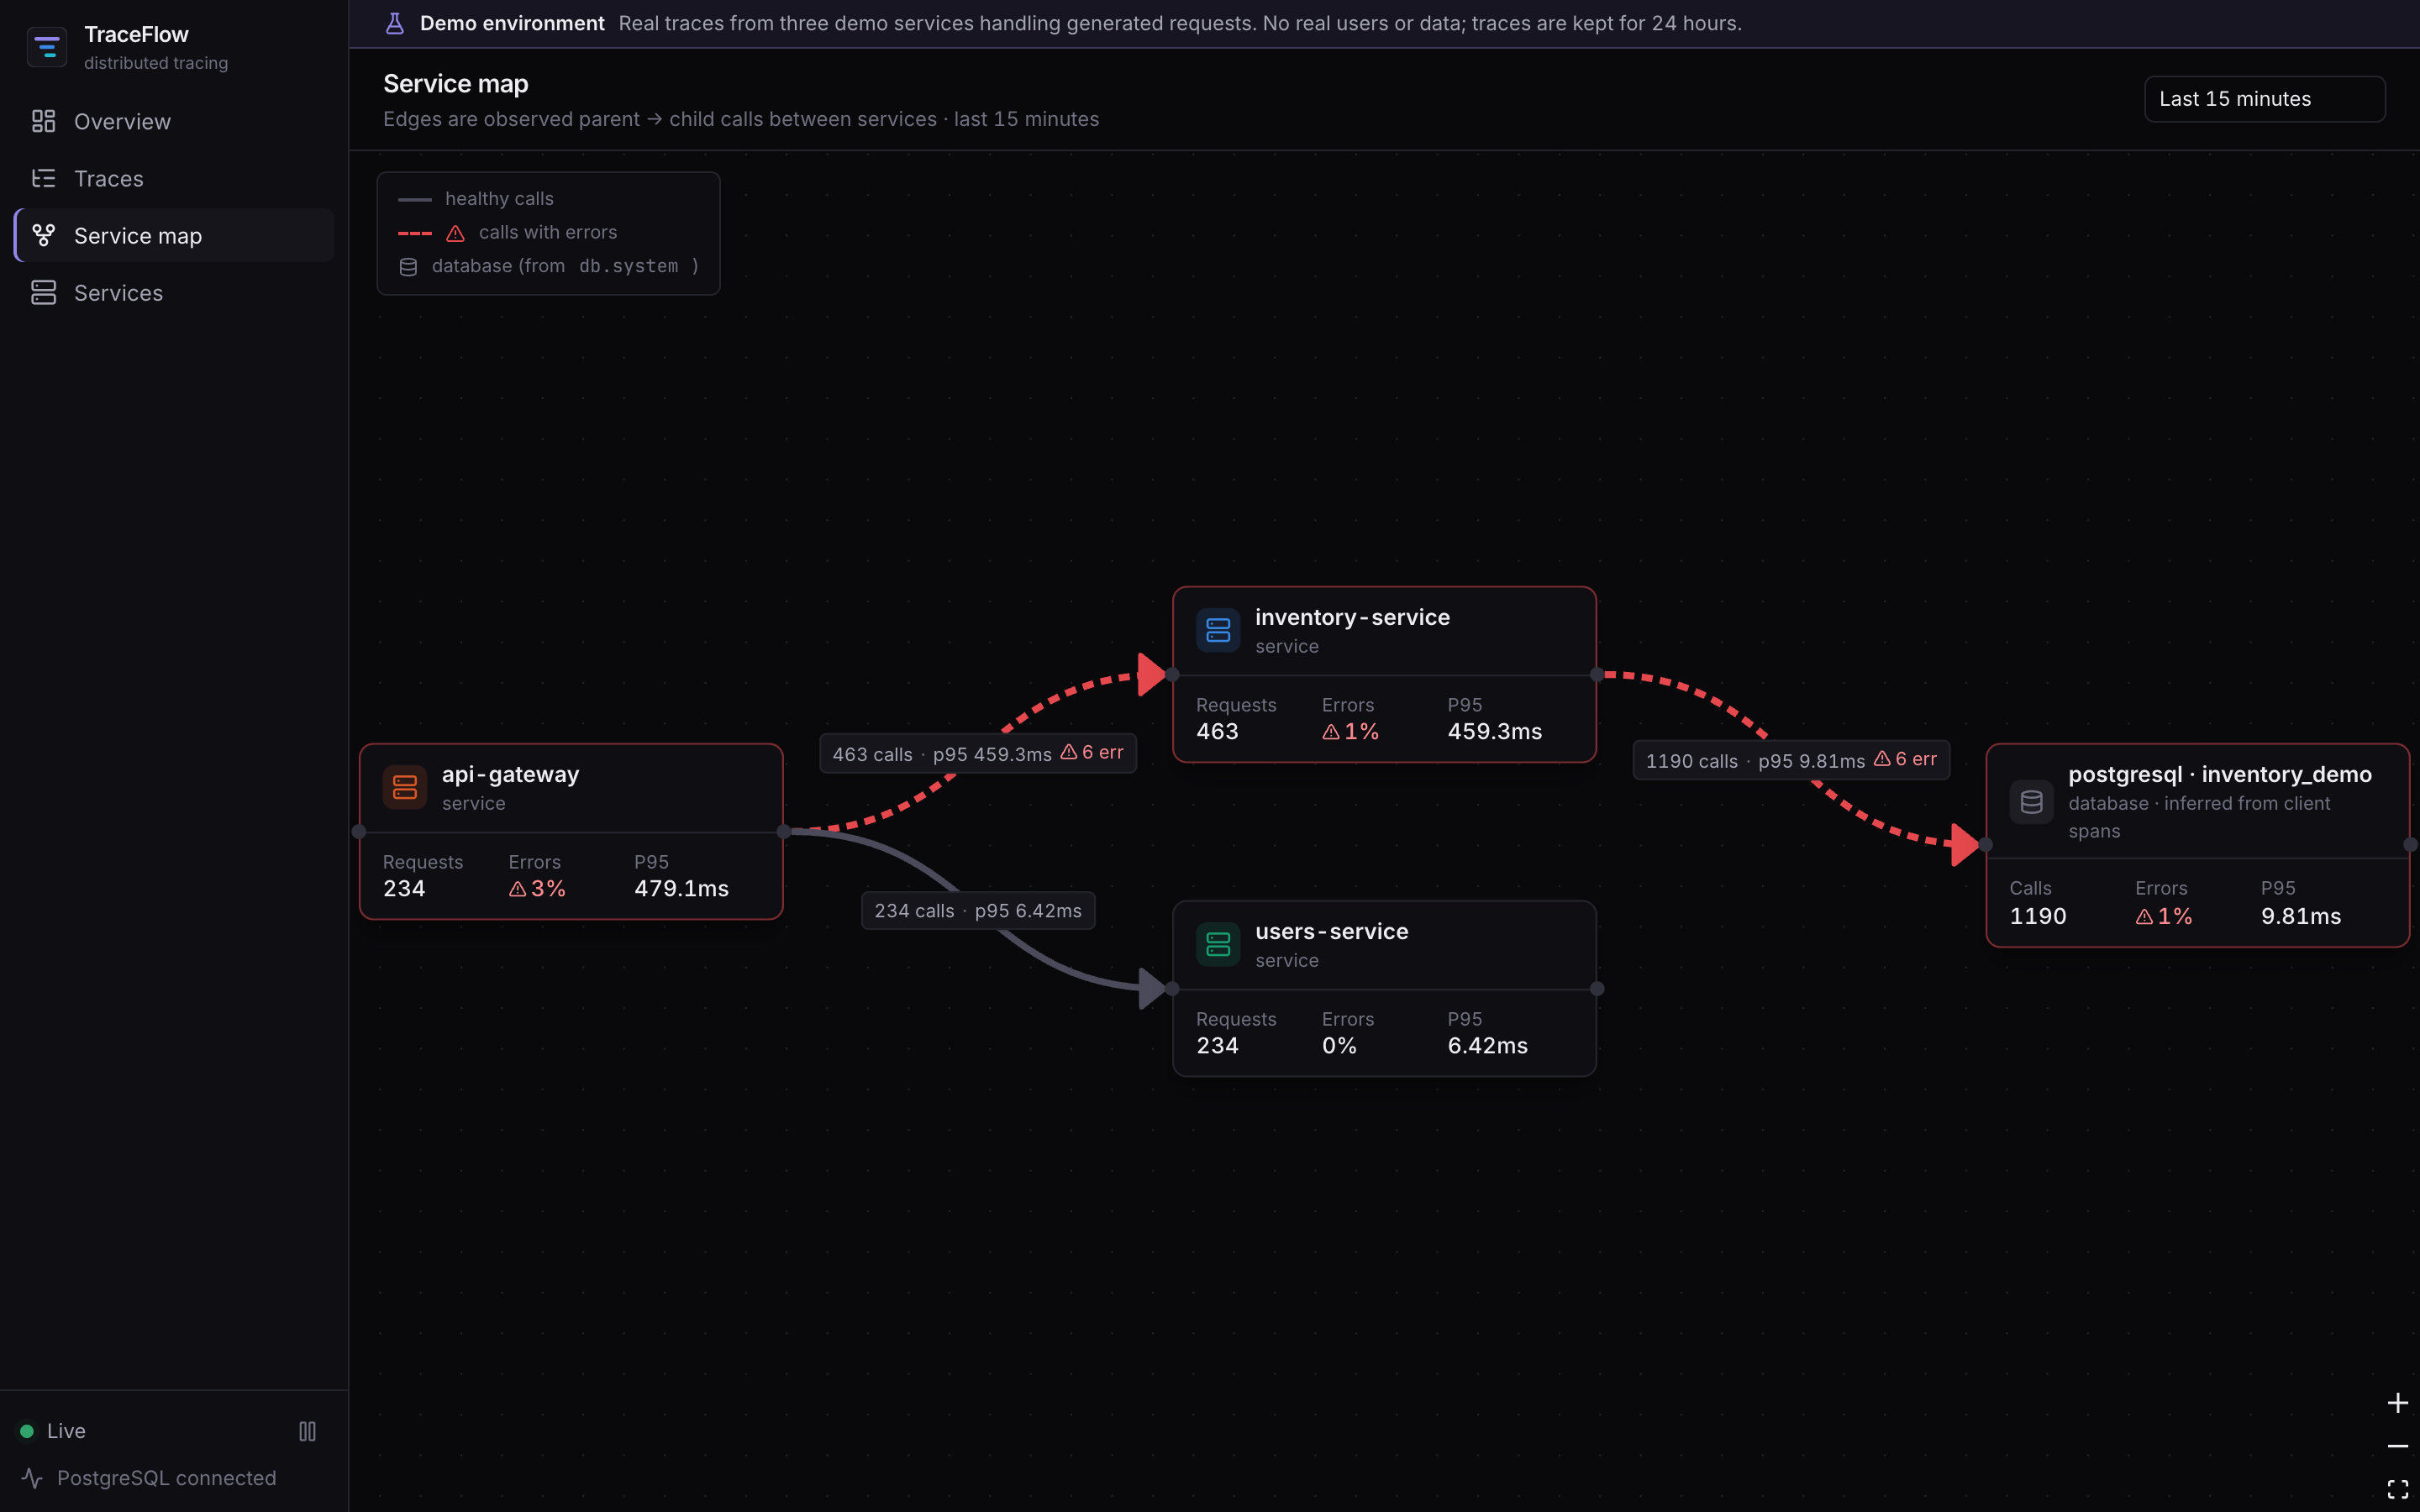 TraceFlow
distributed tracing
Overview
Traces
Service map
Services
Live
PostgreSQL connected
Demo environment Real traces from three demo services handling generated requests. No real users or data; traces are kept for 24 hours.
Service map
Edges are observed parent → child calls between services · last 15 minutes
Last 15 minutes
healthy calls
calls with errors
database (from db.system )
api-gateway
service
Requests Errors P95
234 3% 479.1ms
463 calls · p95 459.3ms 6 err
234 calls · p95 6.42ms
inventory-service
service
Requests Errors P95
463 1% 459.3ms
users-service
service
Requests Errors P95
234 0% 6.42ms
1190 calls · p95 9.81ms 6 err
postgresql · inventory_demo
database · inferred from client
spans
Calls Errors P95
1190 1% 9.81ms